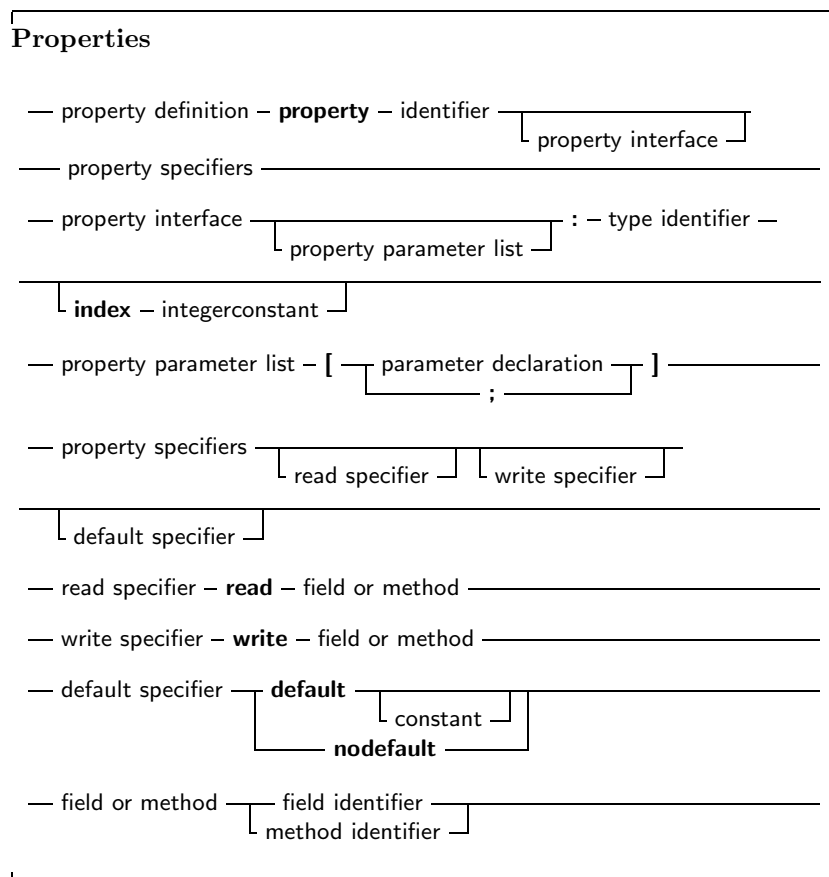 Properties
property definition property identifier
property interface
property specifiers
property interface : type identifier
property parameter list
index integerconstant
property parameter list [ parameter declaration ]
;
property specifiers
read specifier write specifier
default specifier
read specifier read field or method
write specifier write field or method
default specifier default
constant
nodefault
field or method field identifier
method identifier